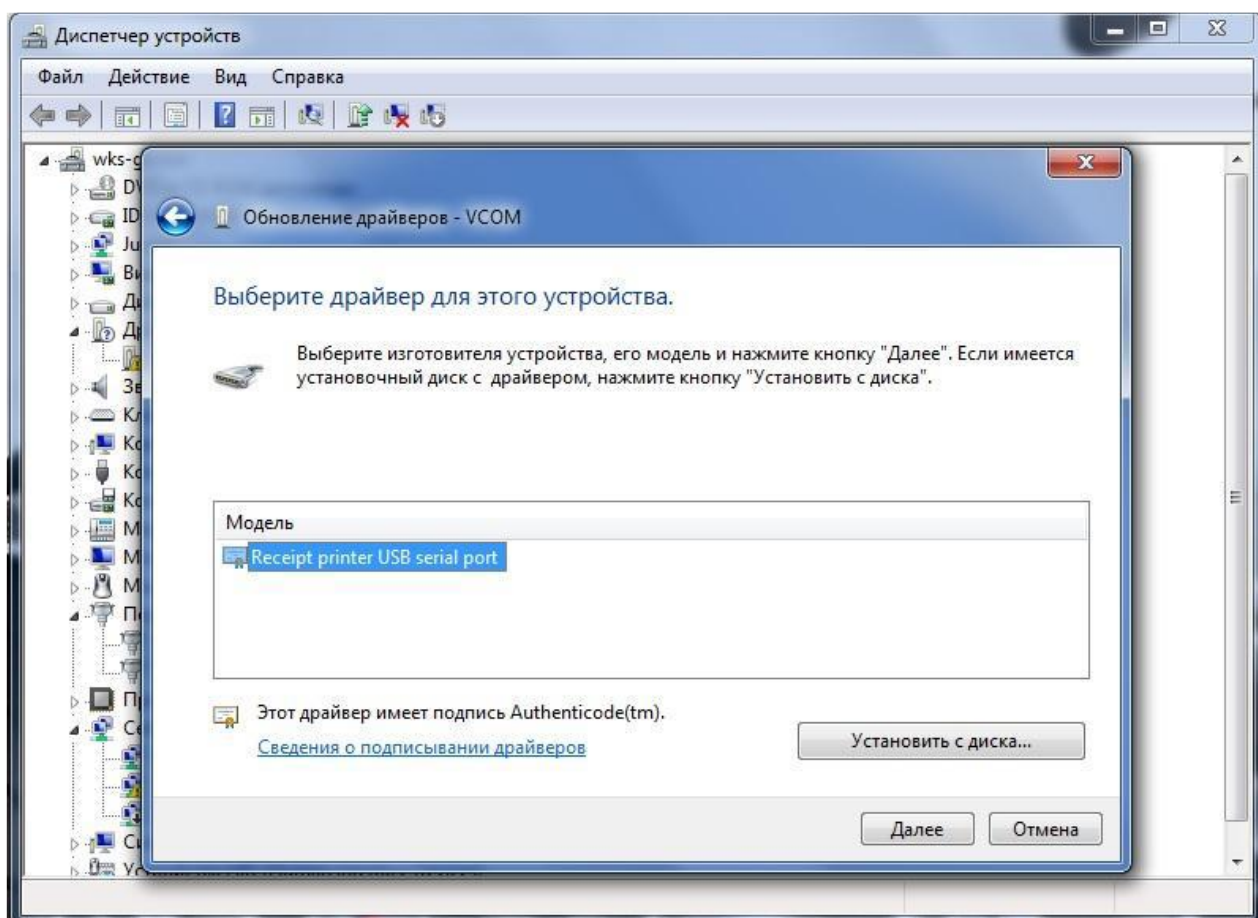 Диспетчер устройств
Файл Действие Вид Справка
Обновление драйверов - VCOM
Выберите драйвер для этого устройства.
Выберите изготовителя устройства, его модель и нажмите кнопку "Далее". Если имеется
установочный диск с драйвером, нажмите кнопку "Установить с диска".
Модель
Receipt printer USB serial port
Этот драйвер имеет подпись Authenticode(tm).
Сведения о подписывании драйверов
Установить с диска...
Далее Отмена